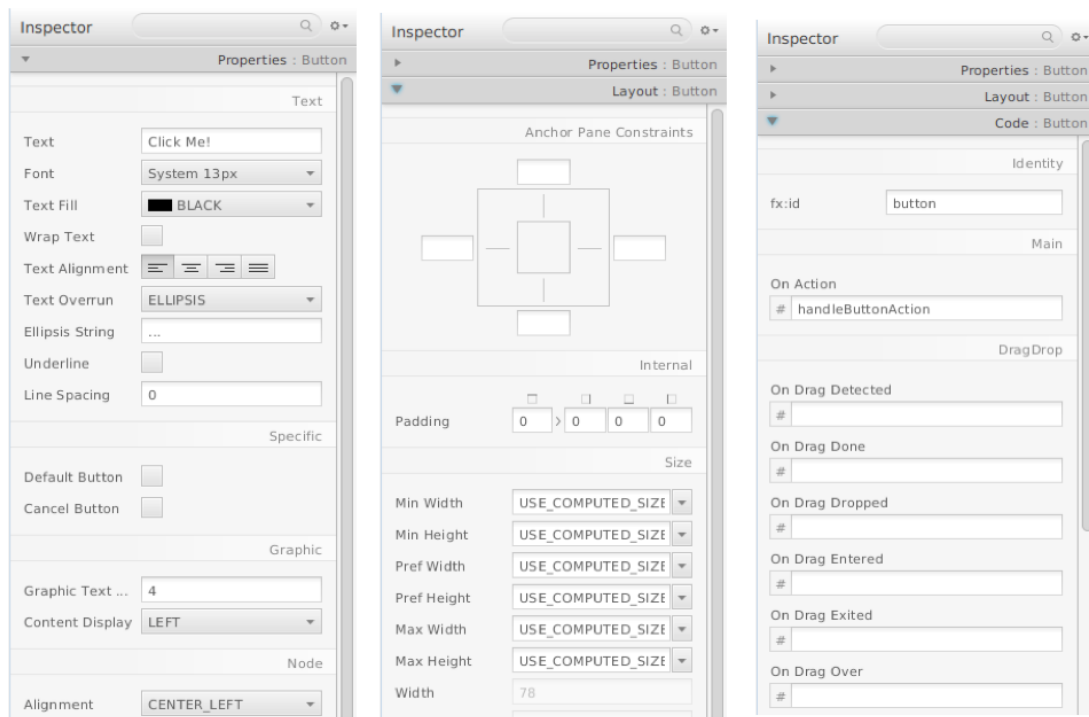 Inspector
Properties : Button
Text
Text Click Me!
Font System 13px
Text Fill BLACK
Wrap Text
Text Alignment
Text Overrun ELLIPSIS
Ellipsis String ...
Underline
Line Spacing 0
Specific
Default Button
Cancel Button
Graphic
Graphic Text ... 4
Content Display LEFT
Node
Alignment CENTER_LEFT
Inspector
Properties : Button
Layout : Button
Anchor Pane Constraints
Internal
Padding 0 > 0 0 0
Size
Min Width USE_COMPUTED_SIZE
Min Height USE_COMPUTED_SIZE
Pref Width USE_COMPUTED_SIZE
Pref Height USE_COMPUTED_SIZE
Max Width USE_COMPUTED_SIZE
Max Height USE_COMPUTED_SIZE
Width 78
Inspector
Properties : Button
Layout : Button
Code : Button
Identity
fx:id button
Main
On Action
# handleButtonAction
DragDrop
On Drag Detected
#
On Drag Done
#
On Drag Dropped
#
On Drag Entered
#
On Drag Exited
#
On Drag Over
#